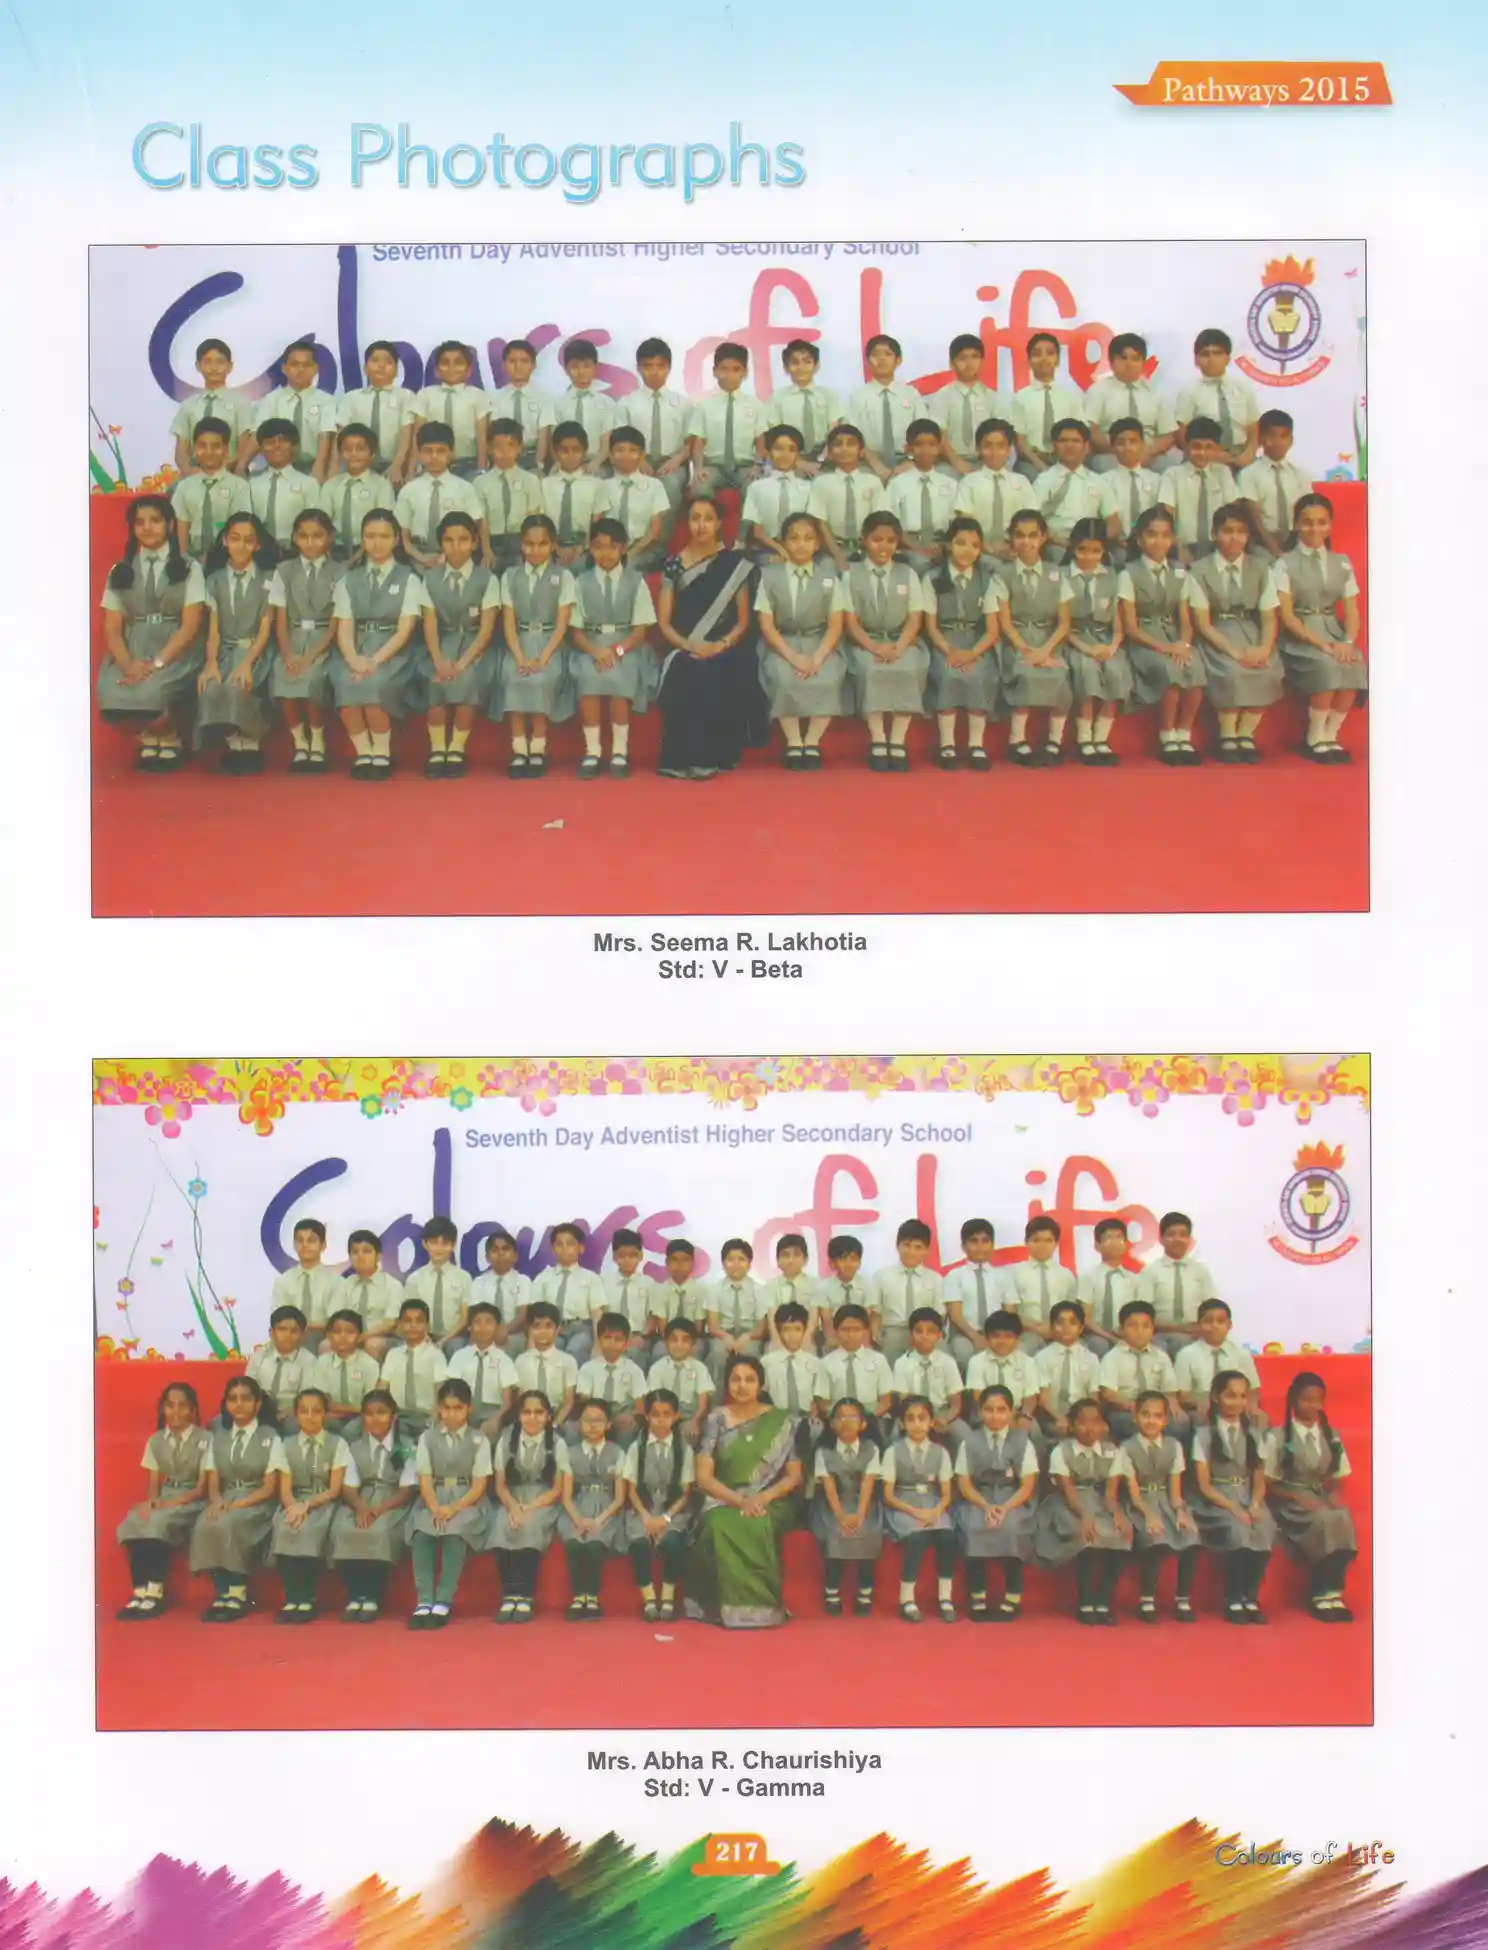 Pathways 2015
Class Photographs
Seventh Day Adventist Higher Secondary School
Colours of Life
Mrs. Seema R. Lakhotia
Std: V - Beta
Seventh Day Adventist Higher Secondary School
Colours of Life
Mrs. Abha R. Chaurishiya
Std: V - Gamma
217
Colours of Life